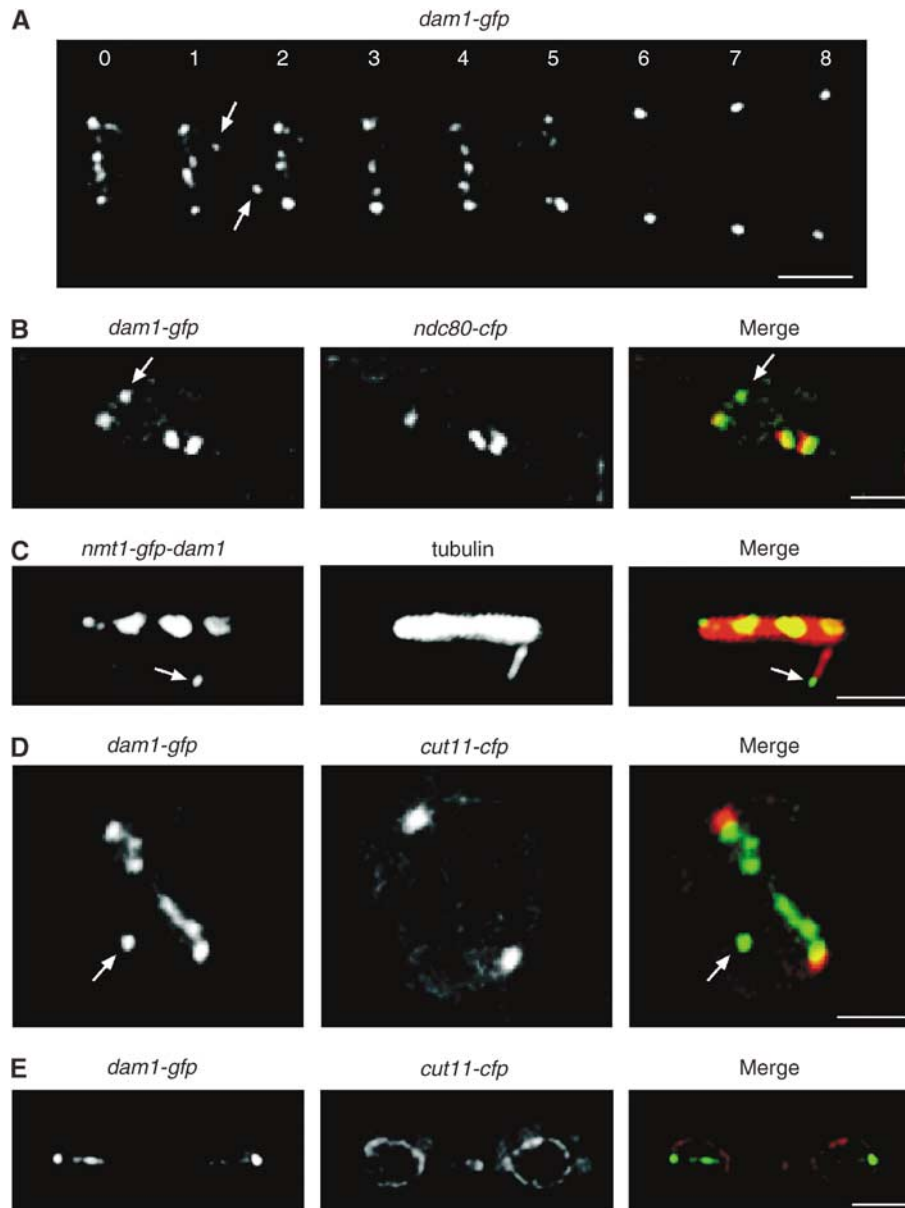 A
dam1-gfp
0 1 2 3 4 5 6 7 8
B
dam1-gfp ndc80-cfp Merge
C
nmt1-gfp-dam1 tubulin Merge
D
dam1-gfp cut11-cfp Merge
E
dam1-gfp cut11-cfp Merge